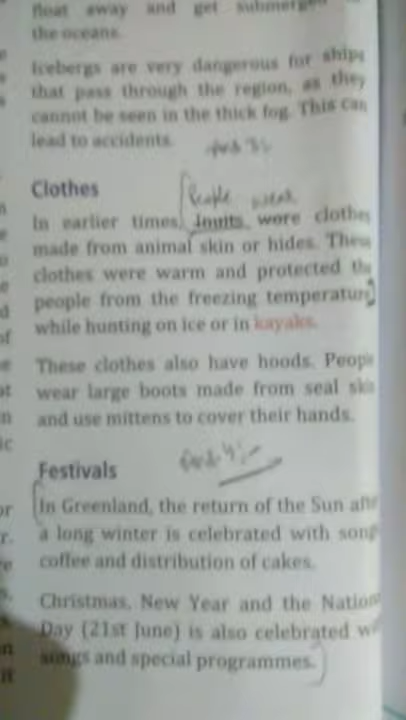 float away and get submerged
the oceans.
Icebergs are very dangerous for ships
that pass through the region, as they
cannot be seen in the thick fog. This can
lead to accidents.
Clothes
People wear
In earlier times, Inuits wore clothes
made from animal skin or hides. These
clothes were warm and protected the
people from the freezing temperature
while hunting on ice or in kayaks.
These clothes also have hoods. People
wear large boots made from seal skin
and use mittens to cover their hands.
Festivals
In Greenland, the return of the Sun after
a long winter is celebrated with song
coffee and distribution of cakes.
Christmas, New Year and the Nation
Day (21st June) is also celebrated w
songs and special programmes.